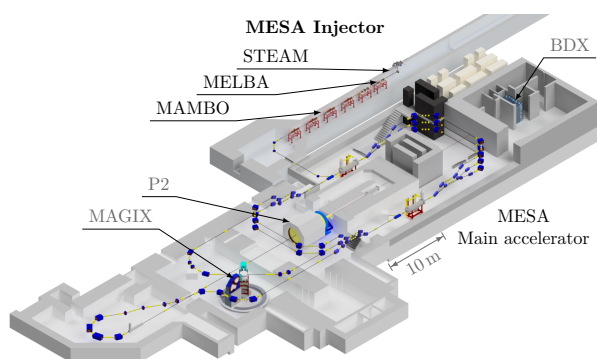 MESA Injector
STEAM
BDX
MELBA
MAMBO
P2
MAGIX
MESA
Main accelerator
10 m